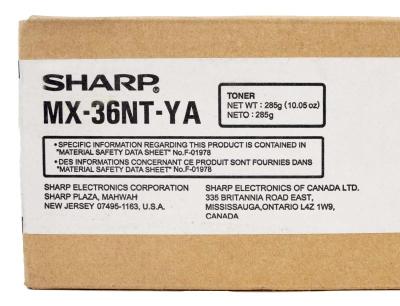 SHARP®
MX-36NT-YA
TONER
NET WT : 285g (10.05 oz)
NETO : 285g
• SPECIFIC INFORMATION REGARDING THIS PRODUCT IS CONTAINED IN
"MATERIAL SAFETY DATA SHEET" No.F-01978
• DES INFORMATIONS CONCERNANT CE PRODUIT SONT FOURNIES DANS
"MATERIAL SAFETY DATA SHEET" No.F-01978
SHARP ELECTRONICS CORPORATION
SHARP PLAZA, MAHWAH
NEW JERSEY 07495-1163, U.S.A.
SHARP ELECTRONICS OF CANADA LTD.
335 BRITANNIA ROAD EAST,
MISSISSAUGA,ONTARIO L4Z 1W9,
CANADA